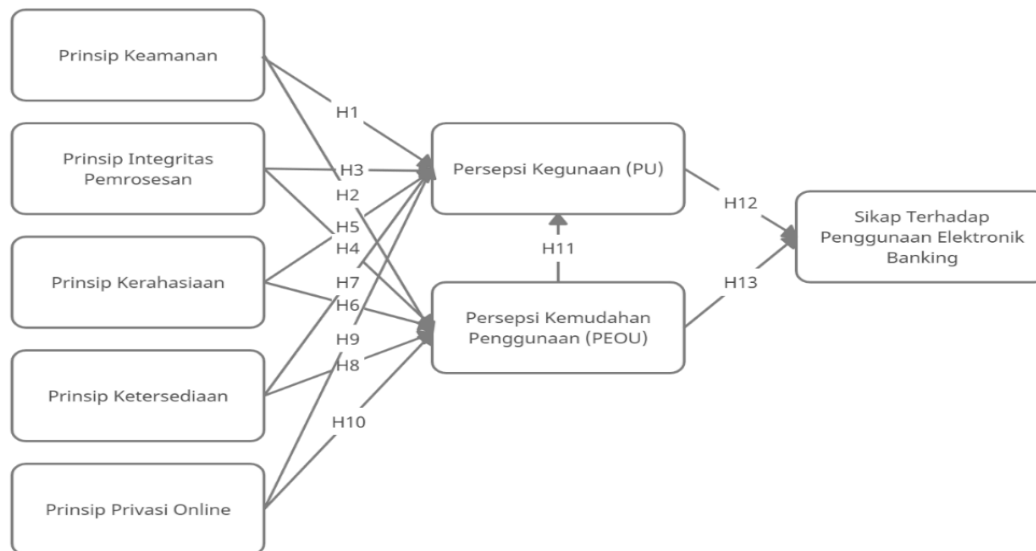 Prinsip Keamanan
H1
Prinsip Integritas
Pemrosesan
H3
H2
Persepsi Kegunaan (PU)
H12
Sikap Terhadap
Penggunaan Elektronik
Banking
H5
H4
H11
Prinsip Kerahasiaan
H7
H6
H13
Persepsi Kemudahan
Penggunaan (PEOU)
H9
H8
Prinsip Ketersediaan
H10
Prinsip Privasi Online